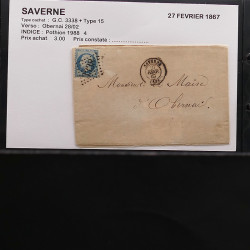 SAVERNE
27 FEVRIER 1867
Type cachet : G.C. 3338 + Type 15
Verso : Obernai 28/02
INDICE : Pothion 1988 4
Prix achat 3.00 Prix constaté : ....................
Monsieur le Maire
Obernai